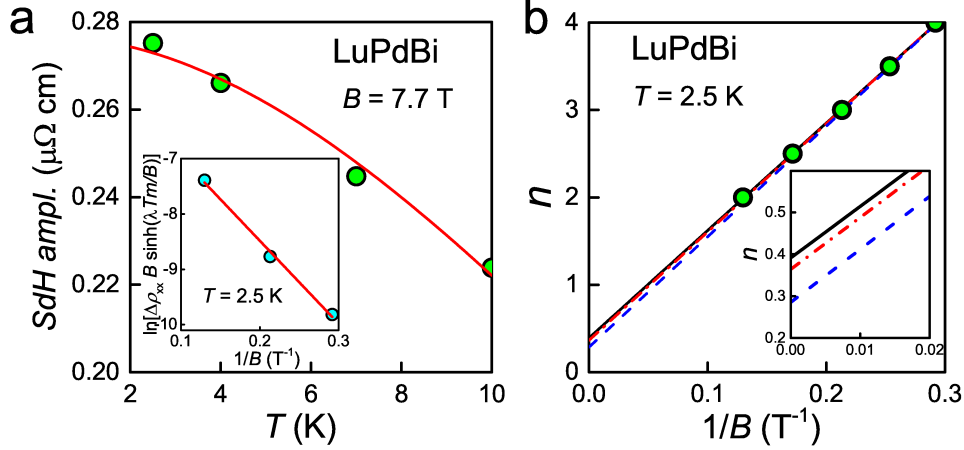 a
0.28
0.26
0.24
0.22
0.20
SdH ampl. (μΩ cm)
LuPdBi
B = 7.7 T
-7
-8
-9
-10
ln[Δρxx B sinh(λTm/B)]
T = 2.5 K
0.1 0.2 0.3
1/B (T⁻¹)
2 4 6 8 10
T (K)
b
4
3
2
1
0
n
LuPdBi
T = 2.5 K
0.5
0.4
0.3
0.2
n
0.00 0.01 0.02
0.0 0.1 0.2 0.3
1/B (T⁻¹)